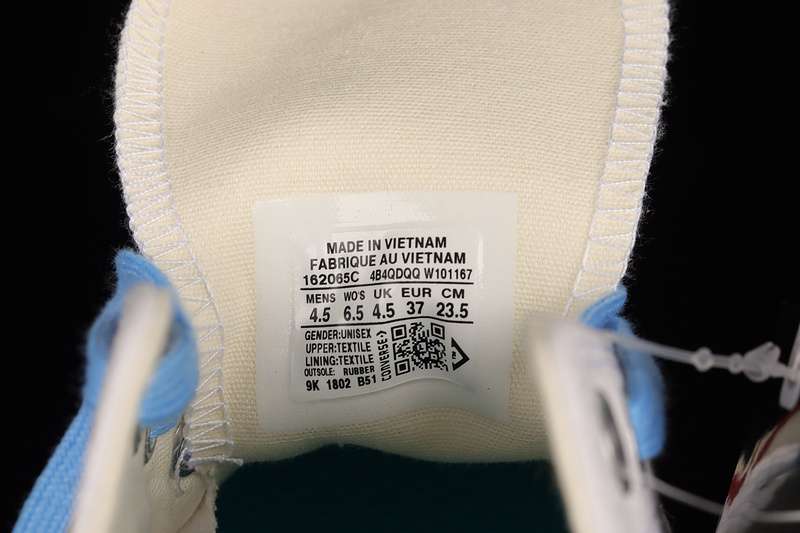 MADE IN VIETNAM
FABRIQUE AU VIETNAM
162065C 4B4QDQQ W101167
MENS WO'S UK EUR CM
4.5 6.5 4.5 37 23.5
GENDER:UNISEX
UPPER:TEXTILE
LINING:TEXTILE
OUTSOLE: RUBBER
9K 1802 B51
CONVERSE
TM